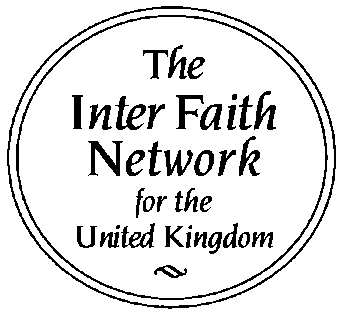 The
Inter Faith
Network
for the
United Kingdom